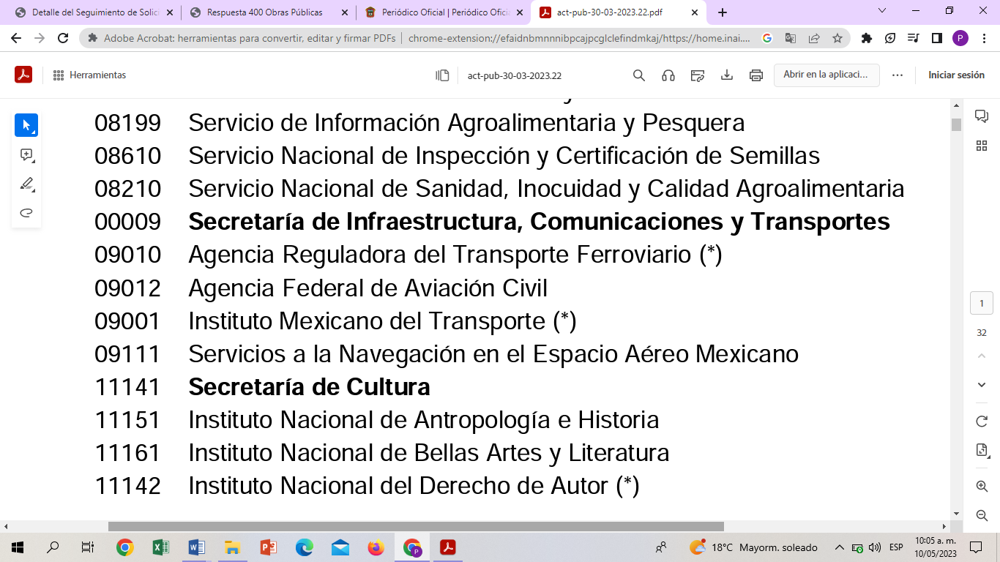 Detalle del Seguimiento de Solici
Respuesta 400 Obras Públicas
Periódico Oficial | Periódico Ofici
act-pub-30-03-2023.22.pdf
Adobe Acrobat: herramientas para convertir, editar y firmar PDFs
chrome-extension://efaidnbmnnnibpcajpcglclefindmkaj/https://home.inai....
P
Herramientas
act-pub-30-03-2023.22
Abrir en la aplicaci...
Iniciar sesión
08199 Servicio de Información Agroalimentaria y Pesquera
08610 Servicio Nacional de Inspección y Certificación de Semillas
08210 Servicio Nacional de Sanidad, Inocuidad y Calidad Agroalimentaria
00009 Secretaría de Infraestructura, Comunicaciones y Transportes
09010 Agencia Reguladora del Transporte Ferroviario (*)
09012 Agencia Federal de Aviación Civil
09001 Instituto Mexicano del Transporte (*)
09111 Servicios a la Navegación en el Espacio Aéreo Mexicano
11141 Secretaría de Cultura
11151 Instituto Nacional de Antropología e Historia
11161 Instituto Nacional de Bellas Artes y Literatura
11142 Instituto Nacional del Derecho de Autor (*)
1
32
18°C Mayorm. soleado
ESP
10:05 a. m.
10/05/2023